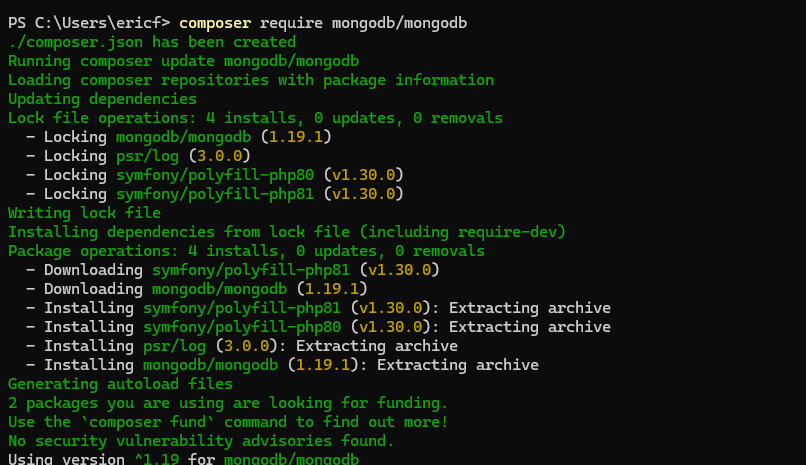 PS C:\Users\ericf> composer require mongodb/mongodb
./composer.json has been created
Running composer update mongodb/mongodb
Loading composer repositories with package information
Updating dependencies
Lock file operations: 4 installs, 0 updates, 0 removals
  - Locking mongodb/mongodb (1.19.1)
  - Locking psr/log (3.0.0)
  - Locking symfony/polyfill-php80 (v1.30.0)
  - Locking symfony/polyfill-php81 (v1.30.0)
Writing lock file
Installing dependencies from lock file (including require-dev)
Package operations: 4 installs, 0 updates, 0 removals
  - Downloading symfony/polyfill-php81 (v1.30.0)
  - Downloading mongodb/mongodb (1.19.1)
  - Installing symfony/polyfill-php81 (v1.30.0): Extracting archive
  - Installing symfony/polyfill-php80 (v1.30.0): Extracting archive
  - Installing psr/log (3.0.0): Extracting archive
  - Installing mongodb/mongodb (1.19.1): Extracting archive
Generating autoload files
2 packages you are using are looking for funding.
Use the `composer fund` command to find out more!
No security vulnerability advisories found.
Using version ^1.19 for mongodb/mongodb